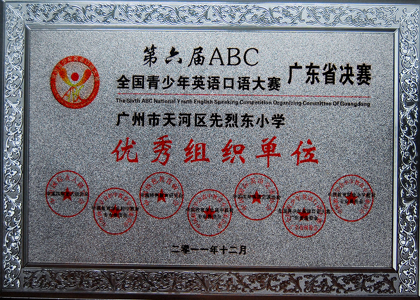 第六届ABC
全国青少年英语口语大赛 广东省决赛
The Sixth ABC National Youth English Speaking Competition Organizing Committee Of Guangdong
广州市天河区先烈东小学
优秀组织单位
二零一一年十二月